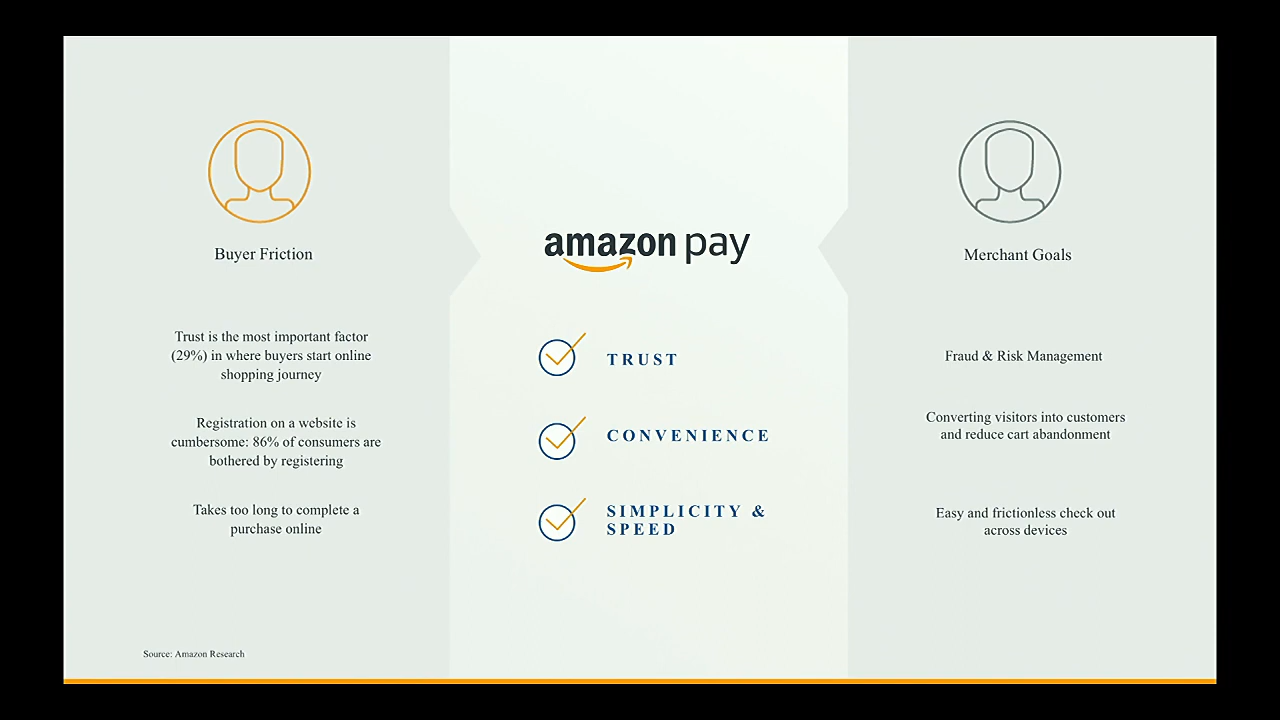 Buyer Friction
Trust is the most important factor
(29%) in where buyers start online
shopping journey
Registration on a website is
cumbersome: 86% of consumers are
bothered by registering
Takes too long to complete a
purchase online
Source: Amazon Research
amazon pay
TRUST
CONVENIENCE
SIMPLICITY &
SPEED
Merchant Goals
Fraud & Risk Management
Converting visitors into customers
and reduce cart abandonment
Easy and frictionless check out
across devices